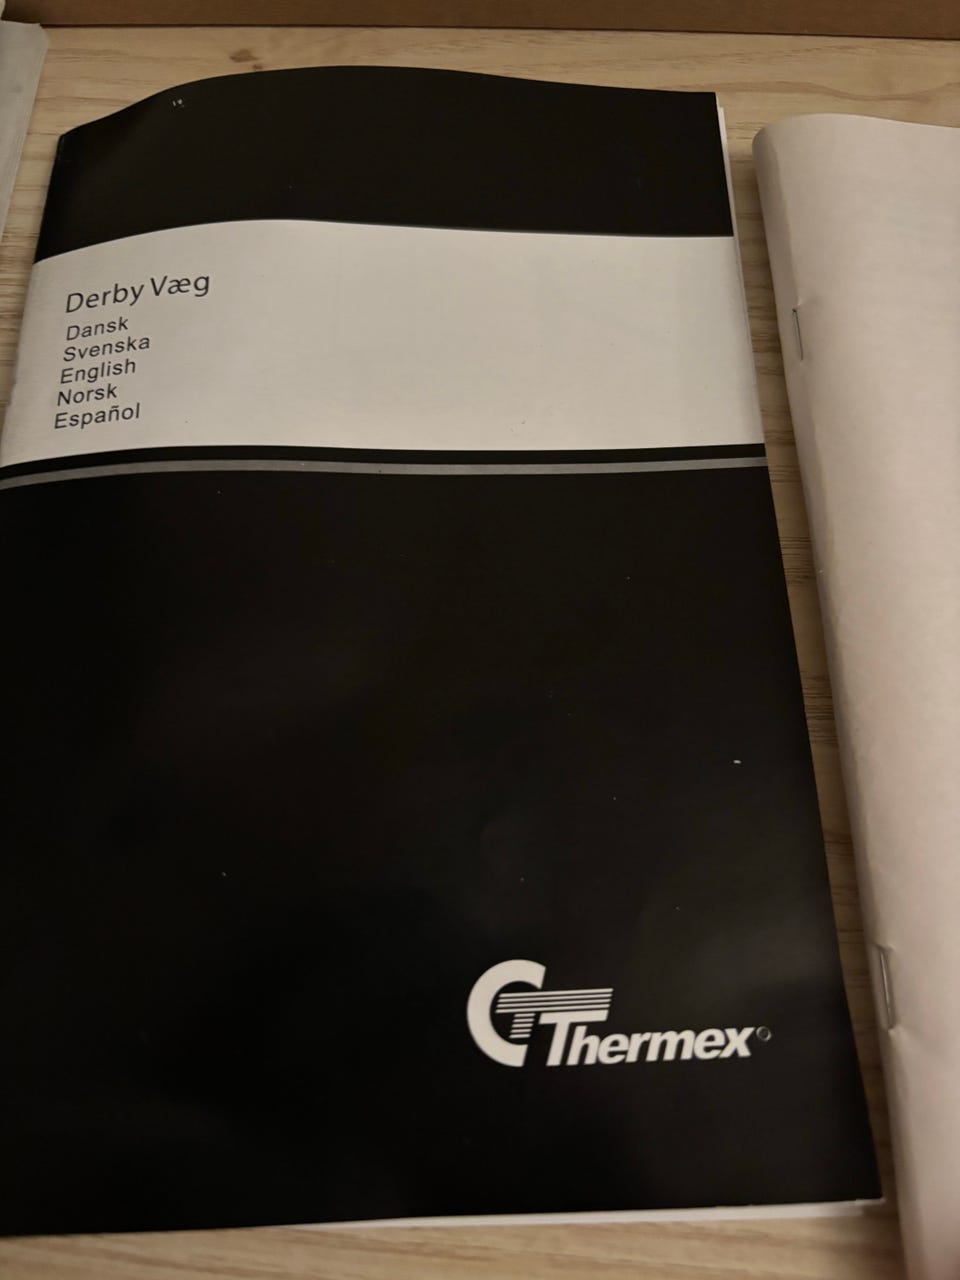 Derby Væg
Dansk
Svenska
English
Norsk
Español
Thermex®